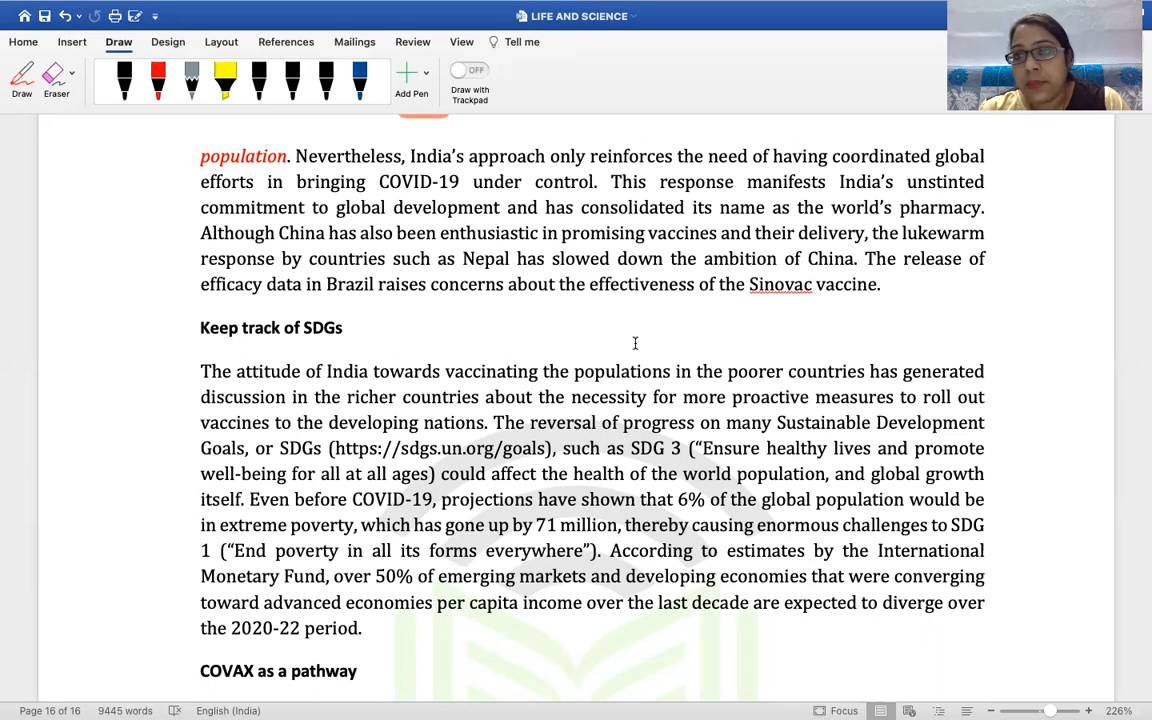 LIFE AND SCIENCE
Home Insert Draw Design Layout References Mailings Review View Tell me
Draw Eraser Add Pen OFF Draw with Trackpad
population. Nevertheless, India's approach only reinforces the need of having coordinated global
efforts in bringing COVID-19 under control. This response manifests India's unstinted
commitment to global development and has consolidated its name as the world's pharmacy.
Although China has also been enthusiastic in promising vaccines and their delivery, the lukewarm
response by countries such as Nepal has slowed down the ambition of China. The release of
efficacy data in Brazil raises concerns about the effectiveness of the Sinovac vaccine.
Keep track of SDGs
The attitude of India towards vaccinating the populations in the poorer countries has generated
discussion in the richer countries about the necessity for more proactive measures to roll out
vaccines to the developing nations. The reversal of progress on many Sustainable Development
Goals, or SDGs (https://sdgs.un.org/goals), such as SDG 3 (“Ensure healthy lives and promote
well-being for all at all ages) could affect the health of the world population, and global growth
itself. Even before COVID-19, projections have shown that 6% of the global population would be
in extreme poverty, which has gone up by 71 million, thereby causing enormous challenges to SDG
1 (“End poverty in all its forms everywhere”). According to estimates by the International
Monetary Fund, over 50% of emerging markets and developing economies that were converging
toward advanced economies per capita income over the last decade are expected to diverge over
the 2020-22 period.
COVAX as a pathway
Page 16 of 16 9445 words English (India) Focus 226%